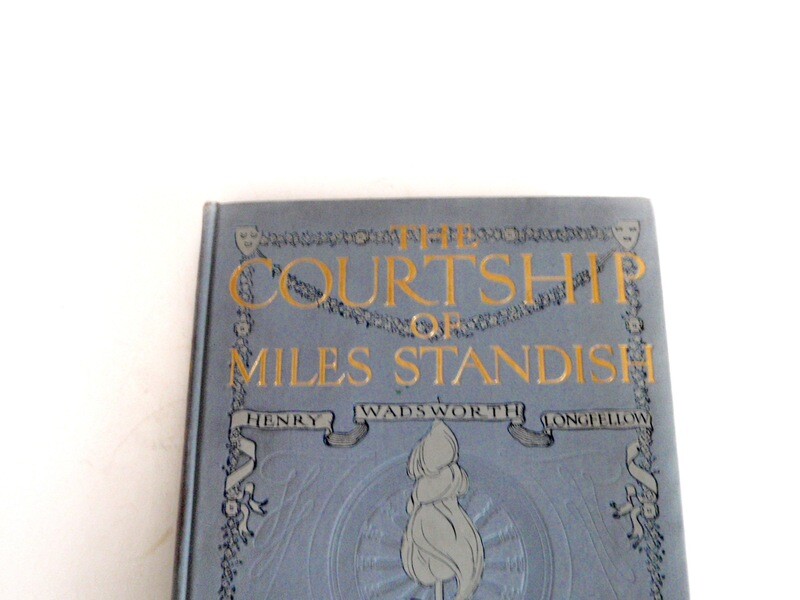 THE
COURTSHIP
OF
MILES STANDISH
HENRY WADSWORTH LONGFELLOW